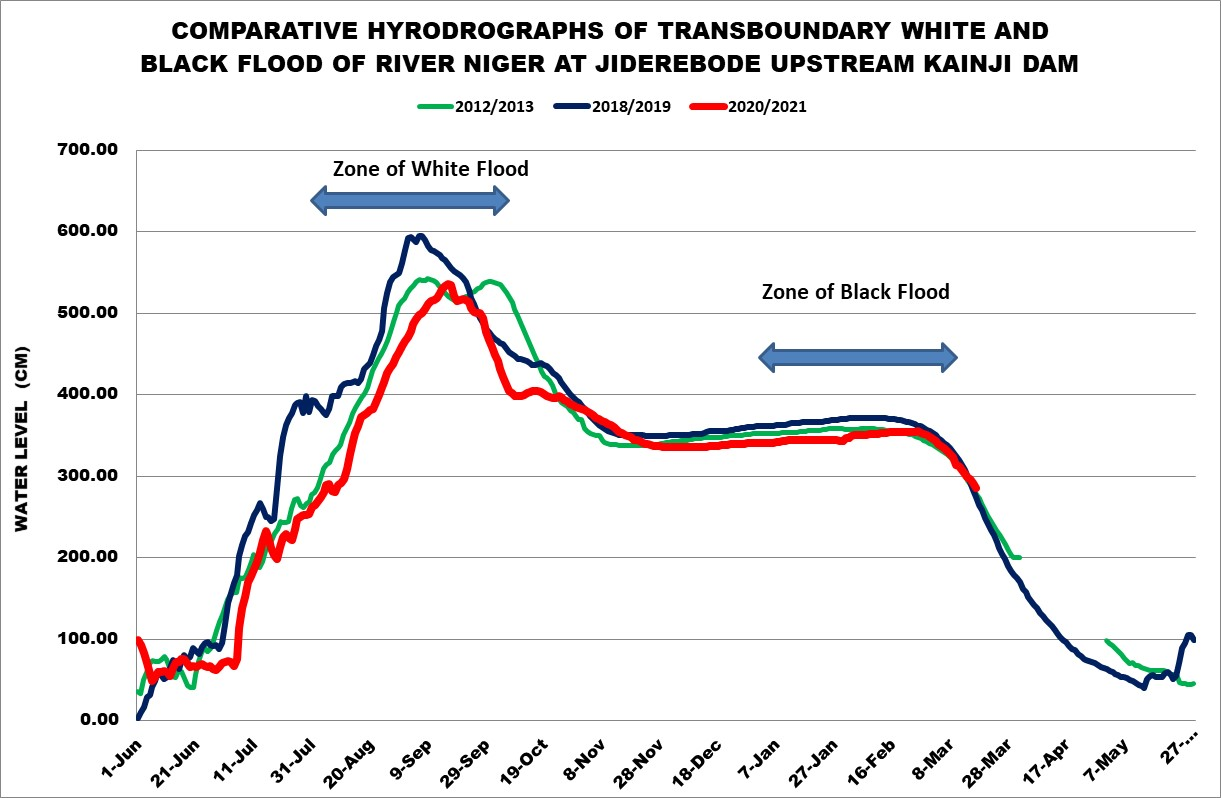 COMPARATIVE HYRODROGRAPHS OF TRANSBOUNDARY WHITE AND
BLACK FLOOD OF RIVER NIGER AT JIDEREBODE UPSTREAM KAINJI DAM
2012/2013 2018/2019 2020/2021
Zone of White Flood
Zone of Black Flood
WATER LEVEL (CM)
700.00
600.00
500.00
400.00
300.00
200.00
100.00
0.00
1-Jun
21-Jun
11-Jul
31-Jul
20-Aug
9-Sep
29-Sep
19-Oct
8-Nov
28-Nov
18-Dec
7-Jan
27-Jan
16-Feb
8-Mar
28-Mar
17-Apr
7-May
27-...